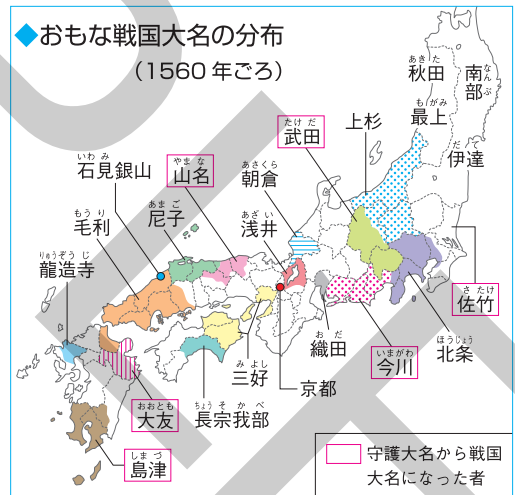 ◆おもな戦国大名の分布
（1560年ごろ）
あきた
秋田
なんぶ
南部
もがみ
最上
だて
伊達
上杉
たけだ
武田
あさくら
朝倉
やまな
山名
いわみ
石見銀山
あまご
尼子
あざい
浅井
もうり
毛利
りゅうぞうじ
龍造寺
さたけ
佐竹
ほうじょう
北条
いまがわ
今川
おだ
織田
京都
みよし
三好
ちょうそかべ
長宗我部
おおとも
大友
しまづ
島津
守護大名から戦国
大名になった者